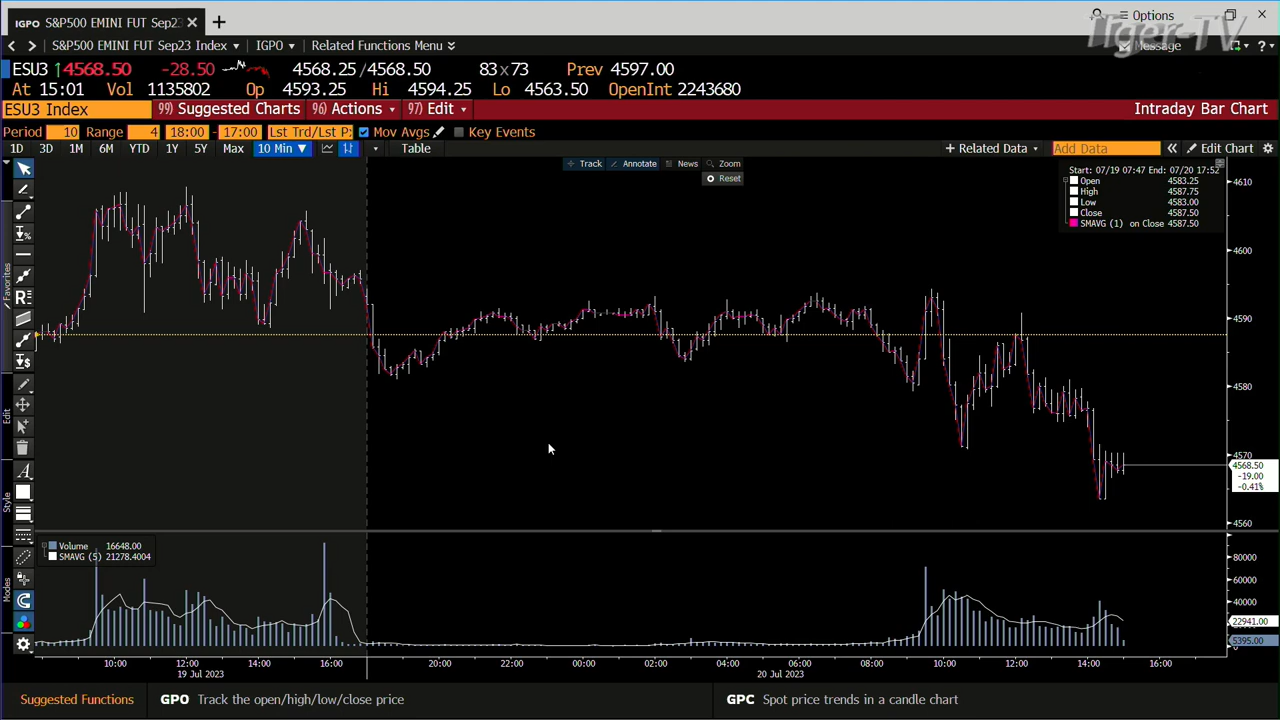 IGPO S&P500 EMINI FUT Sep23 × + Options
Tiger-TV
S&P500 EMINI FUT Sep23 Index IGPO Related Functions Menu Message ?
ESU3 ↑4568.50 -28.50 4568.25/4568.50 83×73 Prev 4597.00
At 15:01 Vol 1135802 Op 4593.25 Hi 4594.25 Lo 4563.50 OpenInt 2243680
ESU3 Index 99) Suggested Charts 96) Actions 97) Edit Intraday Bar Chart
Period 10 Range 4 18:00 - 17:00 Lst Trd/Lst P: Mov Avgs Key Events
1D 3D 1M 6M YTD 1Y 5Y Max 10 Min ▼ Table + Related Data Add Data « Edit Chart
Track Annotate News Zoom
Reset
Start: 07/19 07:47 End: 07/20 17:52
Open 4583.25
High 4587.75
Low 4583.00
Close 4587.50
SMAVG (1) on Close 4587.50
Favorites
Edit
Style
Modes
4610
4600
4590
4580
4570
4568.50
-19.00
-0.41%
4560
Volume 16648.00
SMAVG (5) 21278.4004
80000
60000
40000
22941.00
5395.00
0
10:00 12:00 14:00 16:00 20:00 22:00 00:00 02:00 04:00 06:00 08:00 10:00 12:00 14:00 16:00
19 Jul 2023 20 Jul 2023
Suggested Functions GPO Track the open/high/low/close price GPC Spot price trends in a candle chart